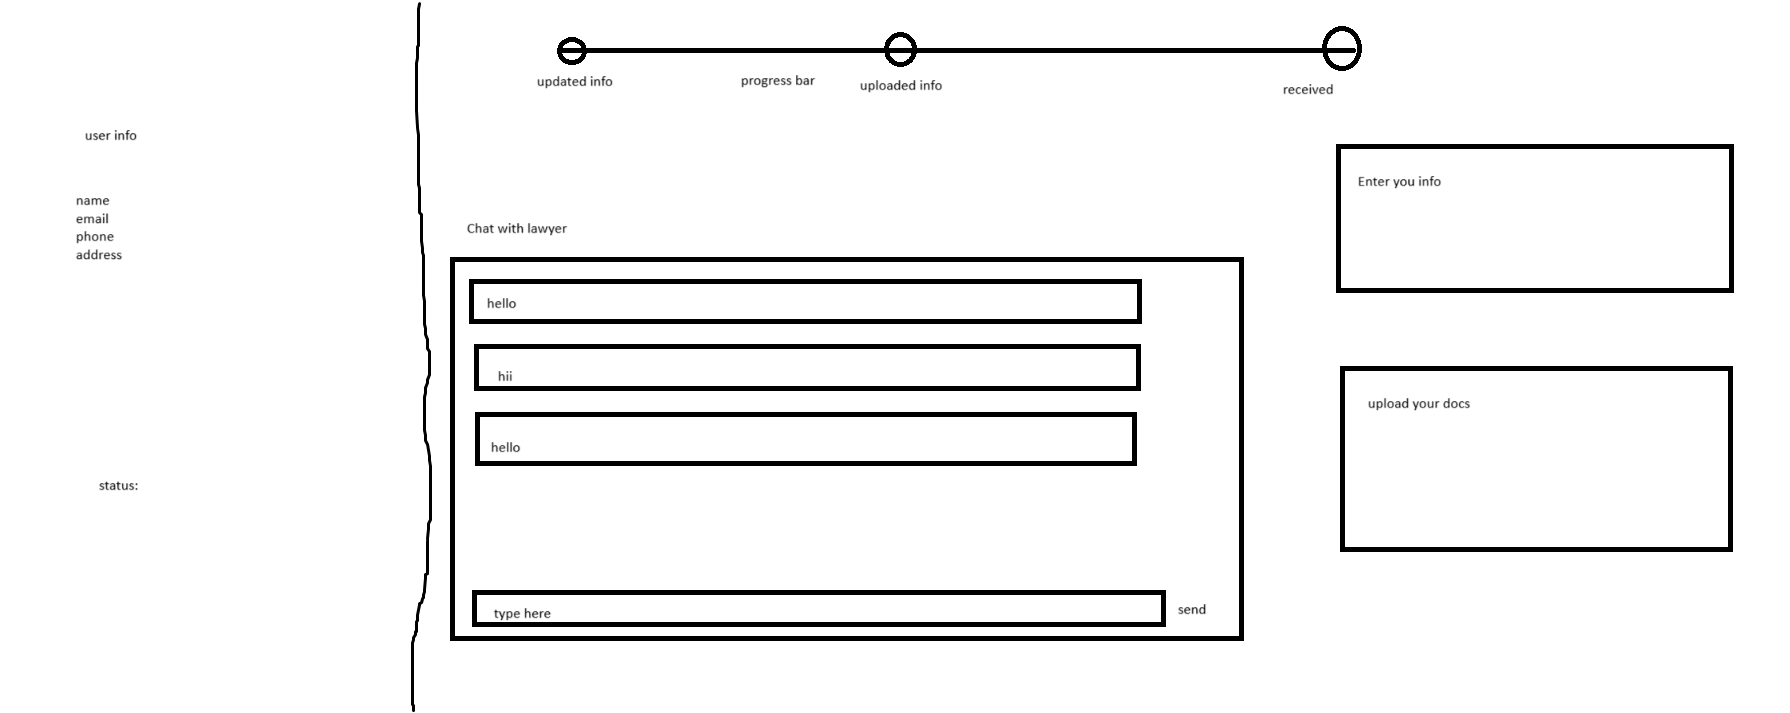 user info
name
email
phone
address
status:
updated info
progress bar
uploaded info
received
Chat with lawyer
hello
hii
hello
type here
send
Enter you info
upload your docs